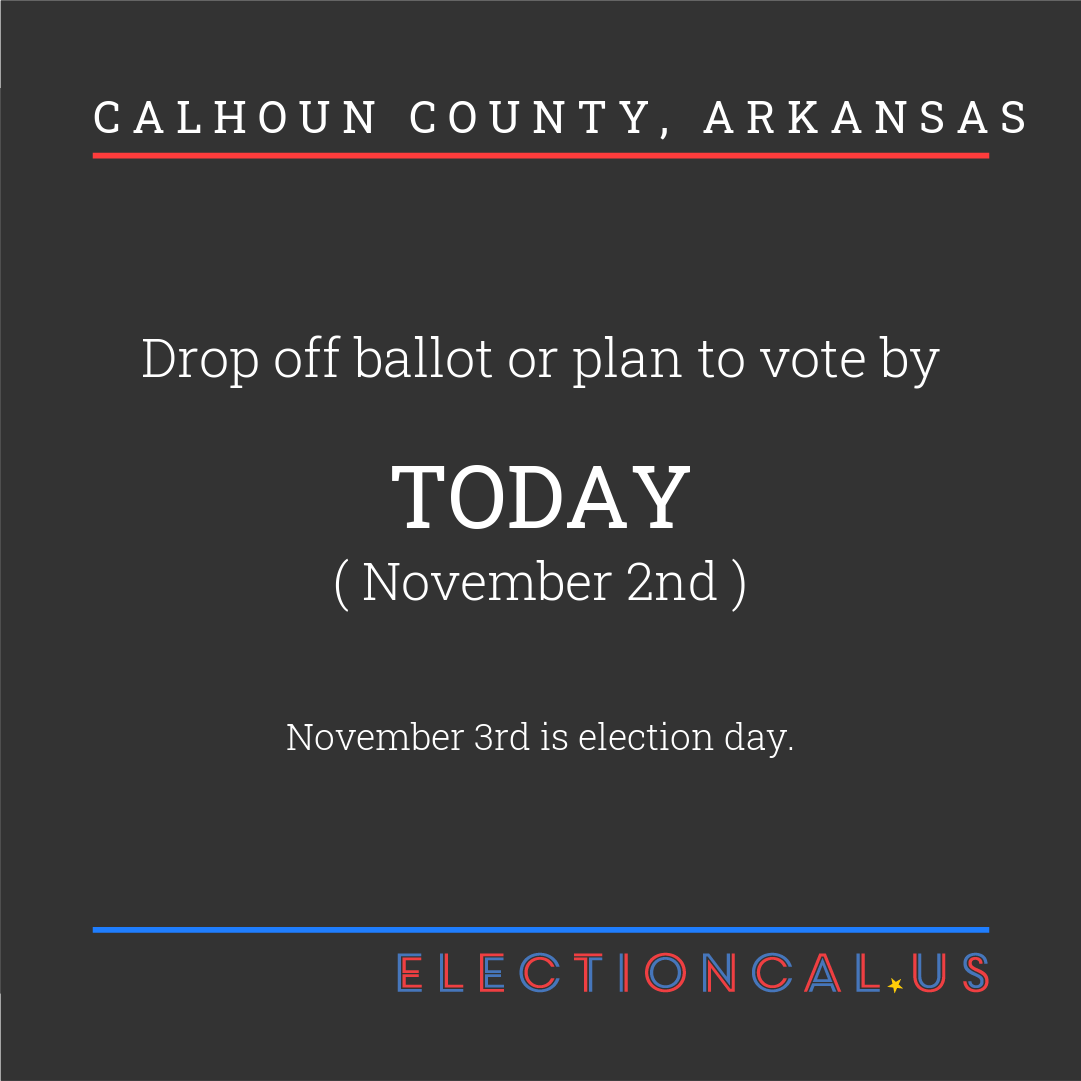 CALHOUN COUNTY, ARKANSAS
Drop off ballot or plan to vote by
TODAY
( November 2nd )
November 3rd is election day.
ELECTIONCAL.US